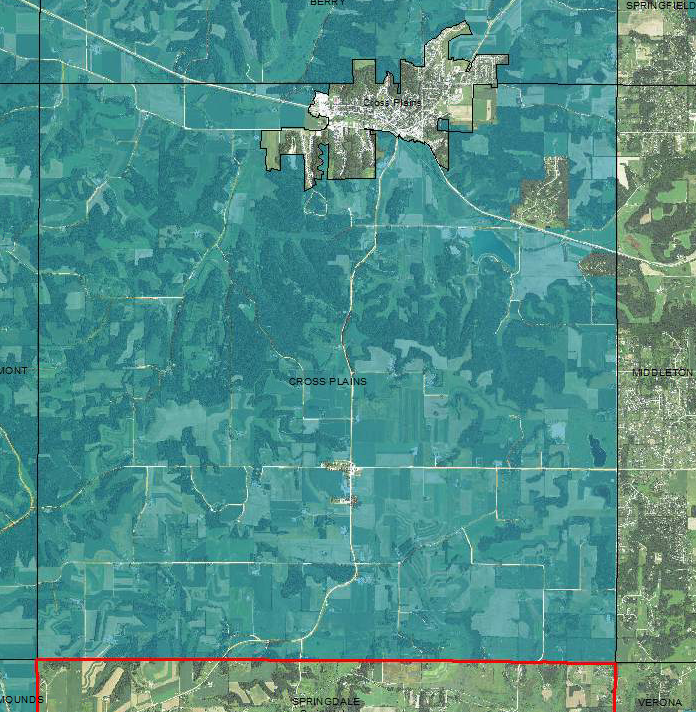 BERRY
SPRINGFIELD
Cross Plains
MONT
CROSS PLAINS
MIDDLETON
MOUNDS
SPRINGDALE
VERONA